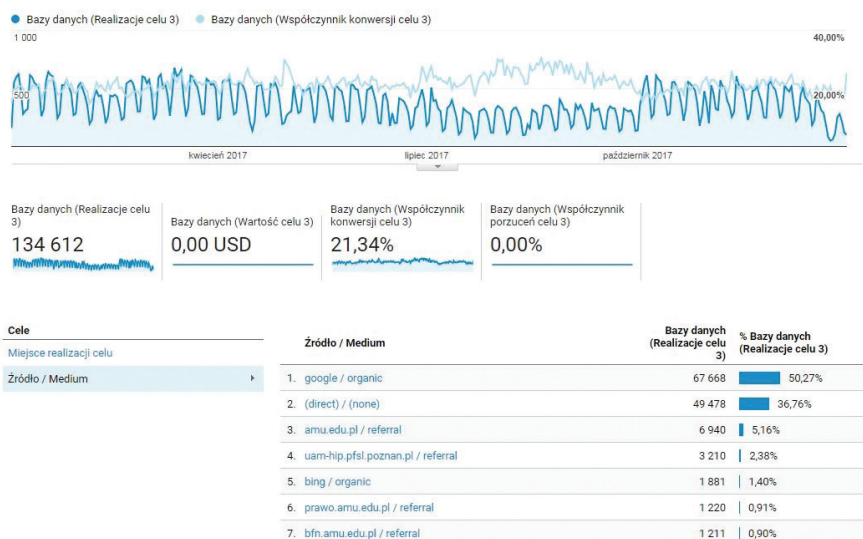 Bazy danych (Realizacje celu 3) Bazy danych (Współczynnik konwersji celu 3)
1 000 40,00%
500 20,00%
kwiecień 2017 lipiec 2017 październik 2017
Bazy danych (Realizacje celu
3)
134 612
Bazy danych (Wartość celu 3)
0,00 USD
Bazy danych (Współczynnik
konwersji celu 3)
21,34%
Bazy danych (Współczynnik
porzuceń celu 3)
0,00%
Cele
Miejsce realizacji celu
Źródło / Medium
Źródło / Medium
Bazy danych
(Realizacje celu
3)
% Bazy danych
(Realizacje celu 3)
1. google / organic 67 668 50,27%
2. (direct) / (none) 49 478 36,76%
3. amu.edu.pl / referral 6 940 5,16%
4. uam-hip.pfsl.poznan.pl / referral 3 210 2,38%
5. bing / organic 1 881 1,40%
6. prawo.amu.edu.pl / referral 1 220 0,91%
7. bfn.amu.edu.pl / referral 1 211 0,90%